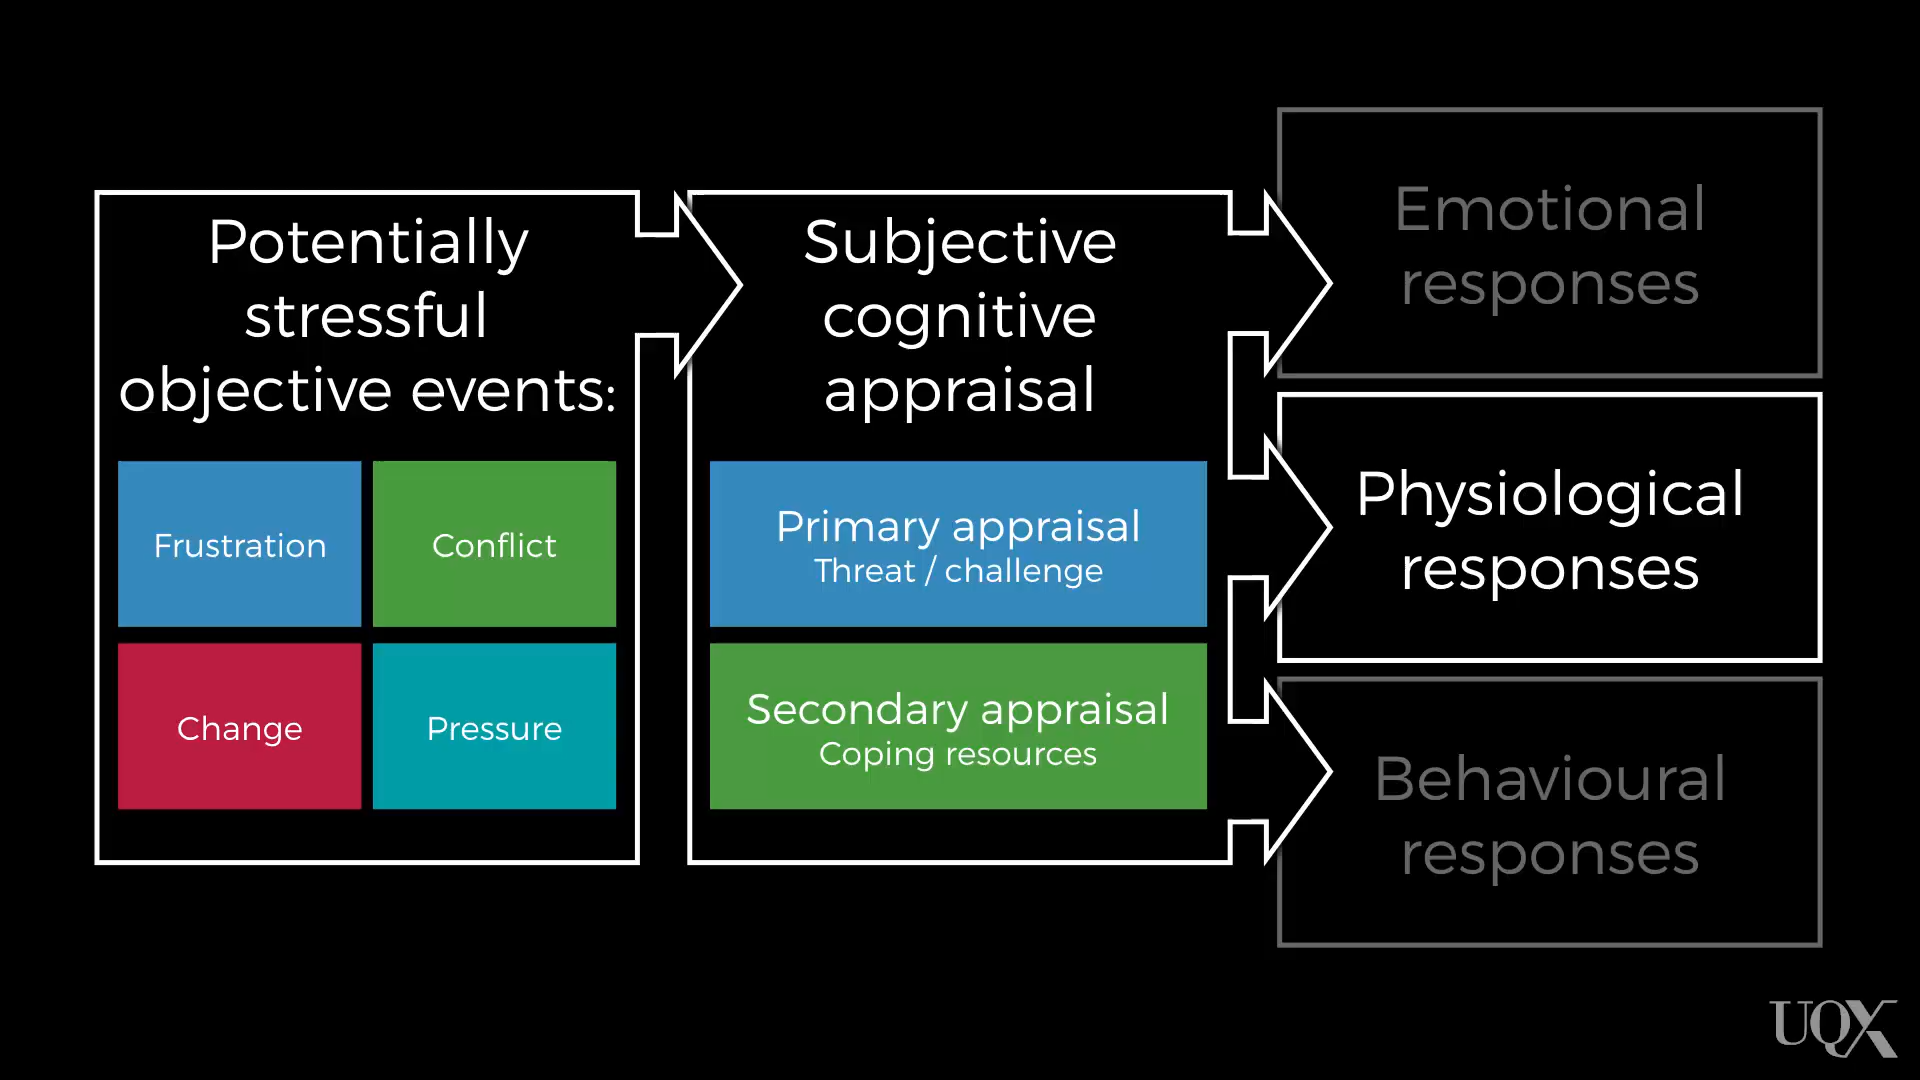 Potentially
stressful
objective events:
Frustration
Conflict
Change
Pressure
Subjective
cognitive
appraisal
Primary appraisal
Threat / challenge
Secondary appraisal
Coping resources
Emotional
responses
Physiological
responses
Behavioural
responses
UQX